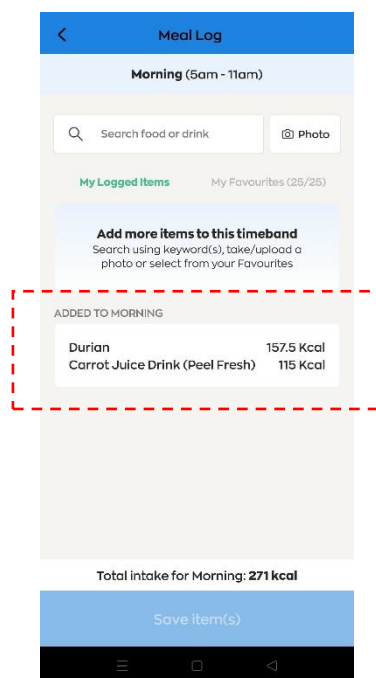 Meal Log
Morning (5am - 11am)
Search food or drink
Photo
My Logged Items My Favourites (25/25)
Add more items to this timeband
Search using keyword(s), take/upload a
photo or select from your Favourites
ADDED TO MORNING
Durian 157.5 Kcal
Carrot Juice Drink (Peel Fresh) 115 Kcal
Total intake for Morning: 271 kcal
Save item(s)